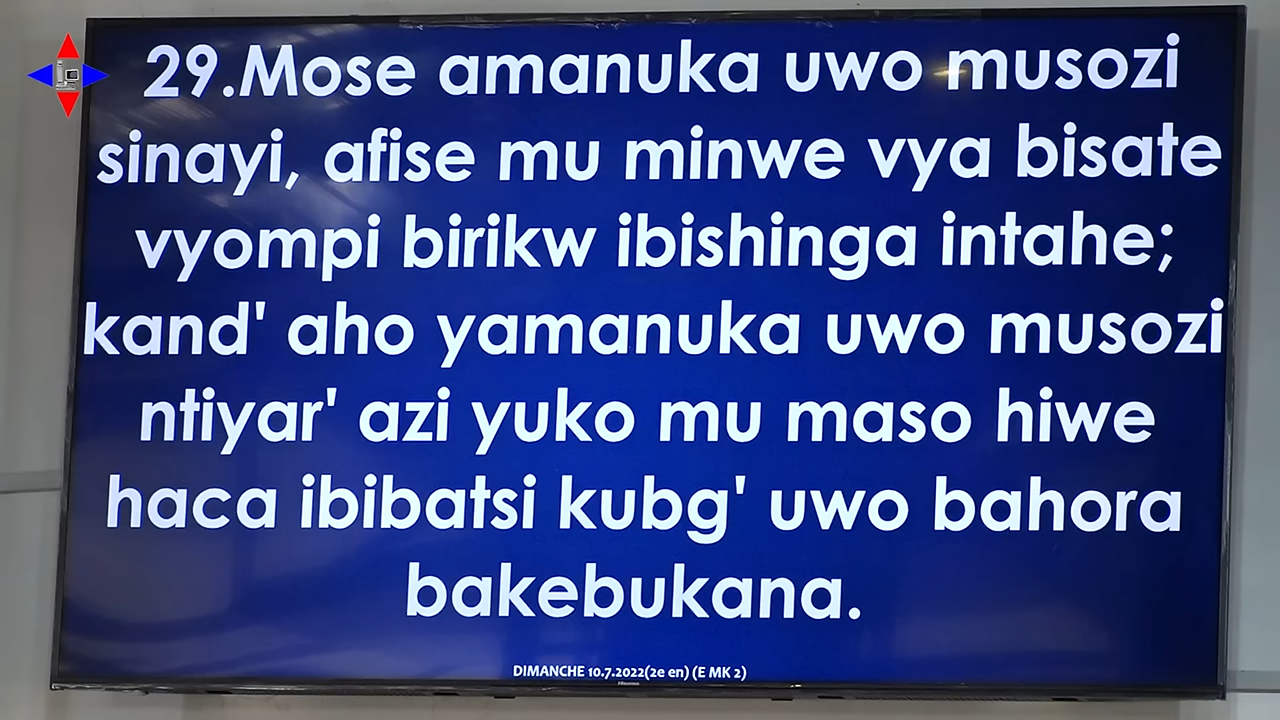 29.Mose amanuka uwo musozi
sinayi, afise mu minwe vya bisate
vyompi birikw ibishinga intahe;
kand' aho yamanuka uwo musozi
ntiyar' azi yuko mu maso hiwe
haca ibibatsi kubg' uwo bahora
bakebukana.
DIMANCHE 10.7.2022(2e en) (E MK 2)
Hisense